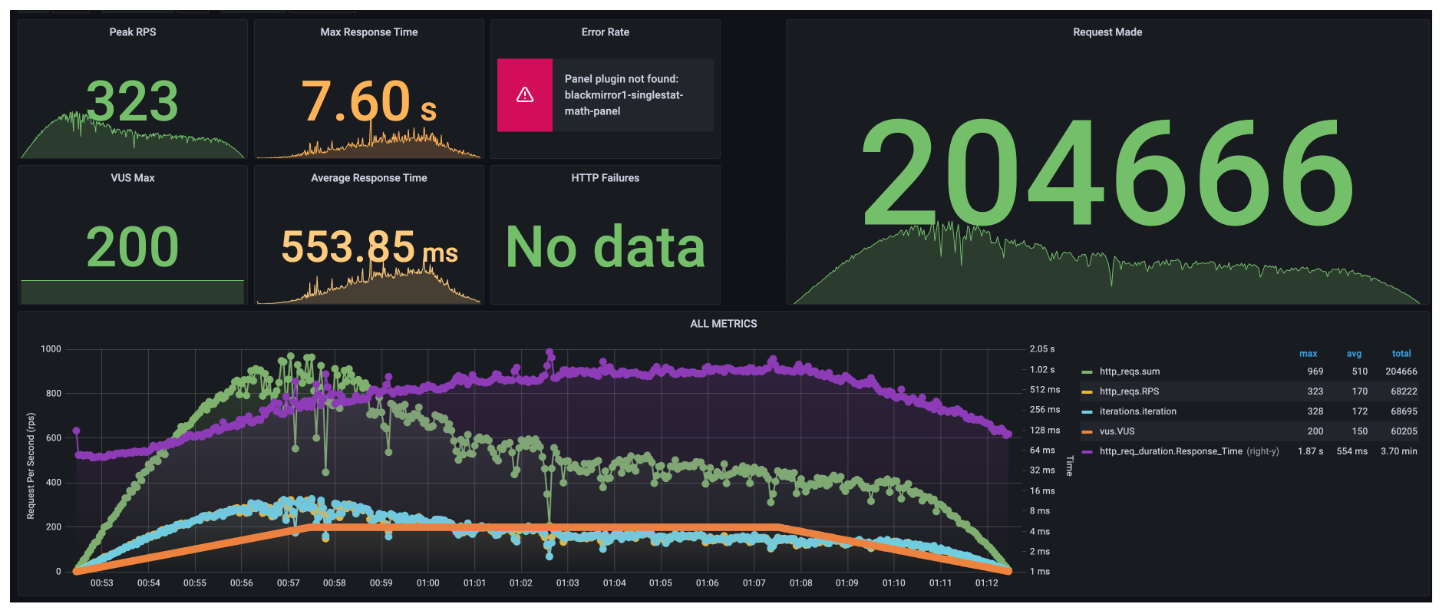 Peak RPS
323
Max Response Time
7.60 s
Error Rate
Panel plugin not found:
blackmirror1-singlestat-
math-panel
Request Made
204666
VUS Max
200
Average Response Time
553.85 ms
HTTP Failures
No data
ALL METRICS
Request Per Second (rps)
1000
800
600
400
200
0
2.05 s
1.02 s
512 ms
256 ms
128 ms
64 ms
32 ms
16 ms
8 ms
4 ms
2 ms
1 ms
Time
00:53 00:54 00:55 00:56 00:57 00:58 00:59 01:00 01:01 01:02 01:03 01:04 01:05 01:06 01:07 01:08 01:09 01:10 01:11 01:12
max avg total
http_reqs.sum 969 510 204666
http_reqs.RPS 323 170 68222
iterations.iteration 328 172 68695
vus.VUS 200 150 60205
http_req_duration.Response_Time (right-y) 1.87 s 554 ms 3.70 min